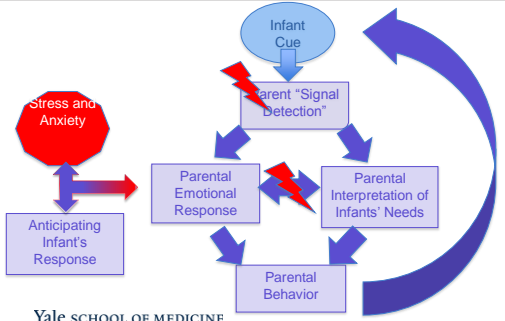 Infant
Cue
Parent "Signal
Detection"
Stress and
Anxiety
Parental
Emotional
Response
Parental
Interpretation of
Infants' Needs
Anticipating
Infant's
Response
Parental
Behavior
Yale SCHOOL OF MEDICINE